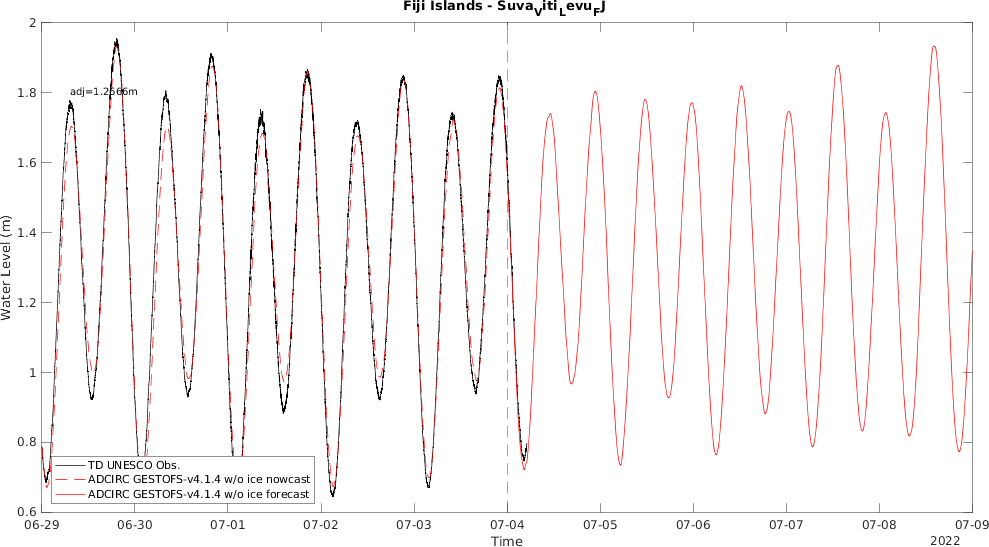 Fiji Islands - SuvaVitiLevuFJ
2
1.8
1.6
1.4
1.2
1
0.8
0.6
Water Level (m)
adj=1.2566m
TD UNESCO Obs.
ADCIRC GESTOFS-v4.1.4 w/o ice nowcast
ADCIRC GESTOFS-v4.1.4 w/o ice forecast
06-29 06-30 07-01 07-02 07-03 07-04 07-05 07-06 07-07 07-08 07-09
Time
2022